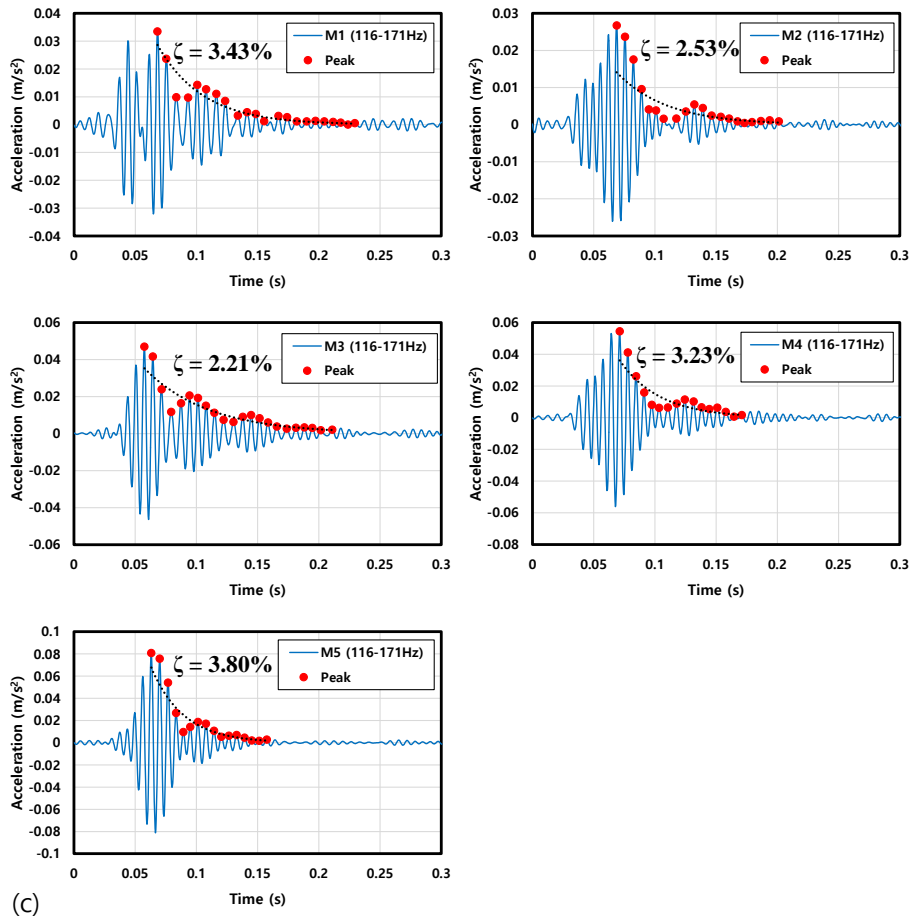 0.04
0.03
0.02
0.01
0
-0.01
-0.02
-0.03
-0.04
Acceleration (m/s²)
ζ = 3.43%
M1 (116-171Hz)
Peak
0 0.05 0.1 0.15 0.2 0.25 0.3
Time (s)
0.03
0.02
0.01
0
-0.01
-0.02
-0.03
Acceleration (m/s²)
ζ = 2.53%
M2 (116-171Hz)
Peak
0 0.05 0.1 0.15 0.2 0.25 0.3
Time (s)
0.06
0.04
0.02
0
-0.02
-0.04
-0.06
Acceleration (m/s²)
ζ = 2.21%
M3 (116-171Hz)
Peak
0 0.05 0.1 0.15 0.2 0.25 0.3
Time (s)
0.06
0.04
0.02
0
-0.02
-0.04
-0.06
-0.08
Acceleration (m/s²)
ζ = 3.23%
M4 (116-171Hz)
Peak
0 0.05 0.1 0.15 0.2 0.25 0.3
Time (s)
0.1
0.08
0.06
0.04
0.02
0
-0.02
-0.04
-0.06
-0.08
-0.1
Acceleration (m/s²)
ζ = 3.80%
M5 (116-171Hz)
Peak
0 0.05 0.1 0.15 0.2 0.25 0.3
Time (s)
(c)